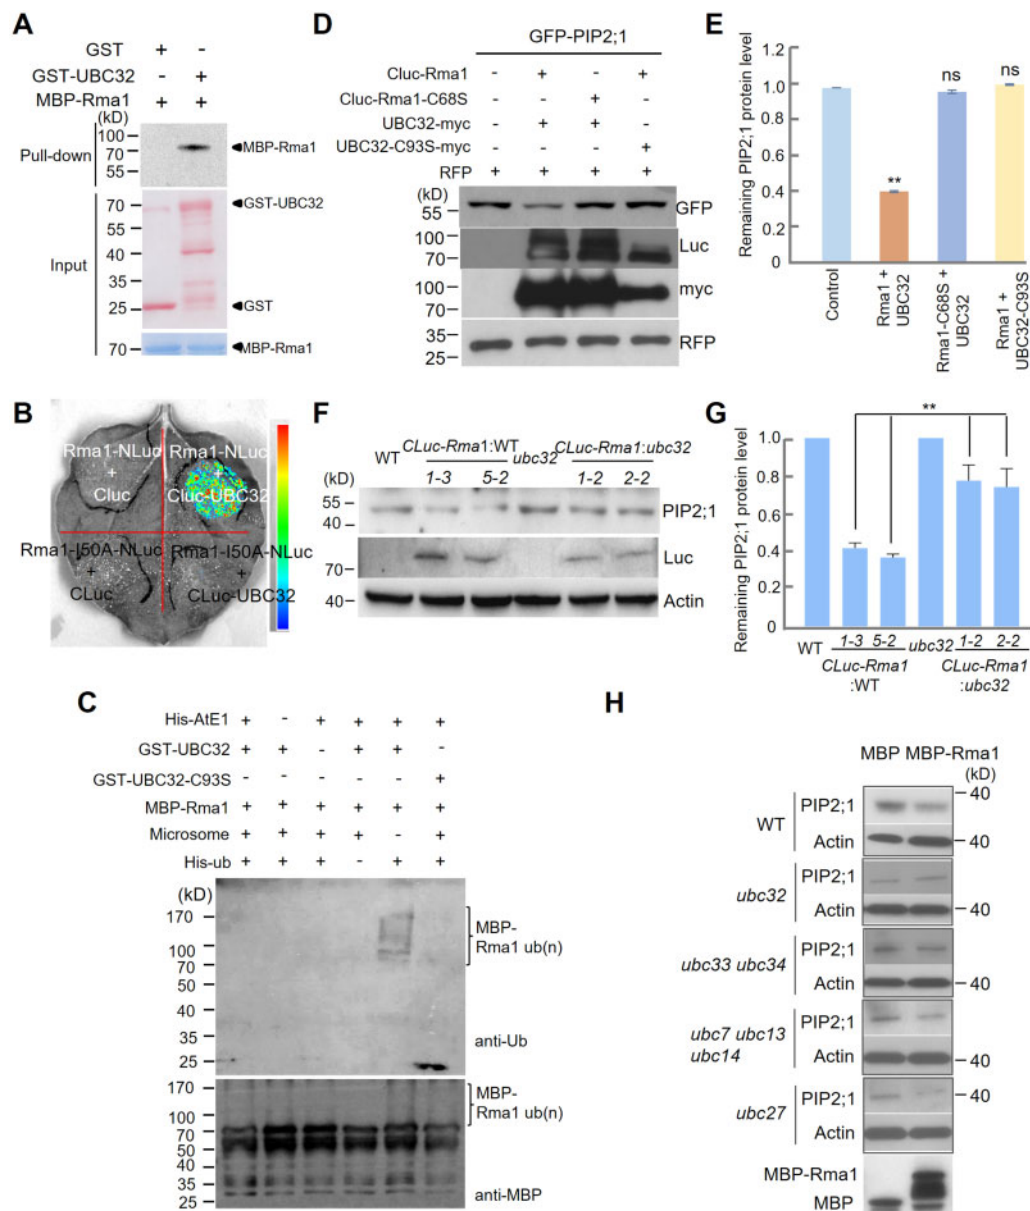 A
GST + -
GST-UBC32 - +
MBP-Rma1 + +
(kD)
Pull-down
100
70
55
MBP-Rma1
Input
70
55
40
35
25
GST-UBC32
GST
70
MBP-Rma1
B
Rma1-NLuc
+
Cluc
Rma1-NLuc
+
Cluc-UBC32
Rma1-I50A-NLuc
+
CLuc
Rma1-I50A-NLuc
+
CLuc-UBC32
C
His-AtE1 + - + + + +
GST-UBC32 + + - + + -
GST-UBC32-C93S - - - - - +
MBP-Rma1 + + + + + +
Microsome + + + + - +
His-ub + + + - + +
(kD)
170
100
70
50
40
35
25
MBP-
Rma1 ub(n)
anti-Ub
170
100
70
50
40
35
25
MBP-
Rma1 ub(n)
anti-MBP
D
GFP-PIP2;1
Cluc-Rma1 - + - +
Cluc-Rma1-C68S - - + -
UBC32-myc - + + -
UBC32-C93S-myc - - - +
RFP + + + +
(kD)
55
GFP
100
70
Luc
100
70
myc
35
25
RFP
E
Remaining PIP2;1 protein level
1.2
1.0
0.8
0.6
0.4
0.2
0
**
ns
ns
Control
Rma1 +
UBC32
Rma1-C68S +
UBC32
Rma1 +
UBC32-C93S
F
WT
CLuc-Rma1:WT
1-3 5-2
ubc32
CLuc-Rma1:ubc32
1-2 2-2
(kD)
55
40
PIP2;1
70
Luc
40
Actin
G
Remaining PIP2;1 protein level
1.0
0.8
0.6
0.4
0.2
0
**
WT 1-3 5-2 ubc32 1-2 2-2
CLuc-Rma1
:WT
CLuc-Rma1
:ubc32
H
MBP MBP-Rma1
(kD)
WT
PIP2;1
40
Actin
40
ubc32
PIP2;1
Actin
40
ubc33 ubc34
PIP2;1
Actin
40
ubc7 ubc13
ubc14
PIP2;1
Actin
40
ubc27
PIP2;1
40
Actin
MBP-Rma1
MBP